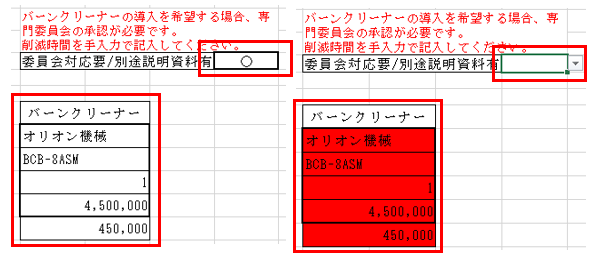 バーンクリーナーの導入を希望する場合、専
門委員会の承認が必要です。
削減時間を手入力で記入してください。
委員会対応要/別途説明資料有
○
バーンクリーナー
オリオン機械
BCB-8ASM
1
4,500,000
450,000
バーンクリーナーの導入を希望する場合、専
門委員会の承認が必要です。
削減時間を手入力で記入してください。
委員会対応要/別途説明資料有
バーンクリーナー
オリオン機械
BCB-8ASM
1
4,500,000
450,000